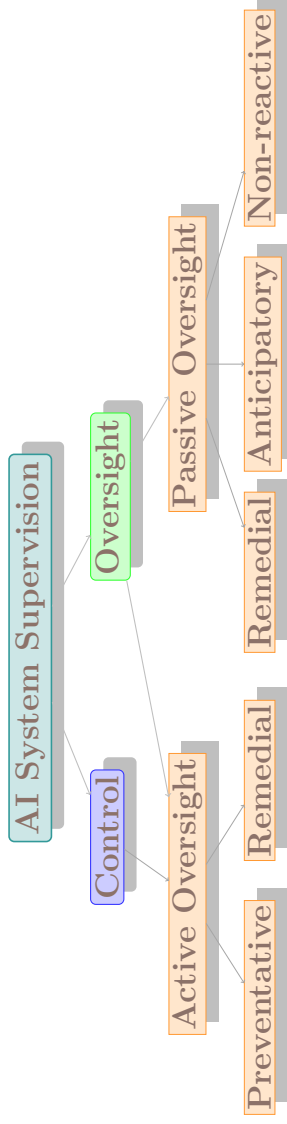 AI System Supervision
Control
Oversight
Active Oversight
Passive Oversight
Preventative
Remedial
Remedial
Anticipatory
Non-reactive